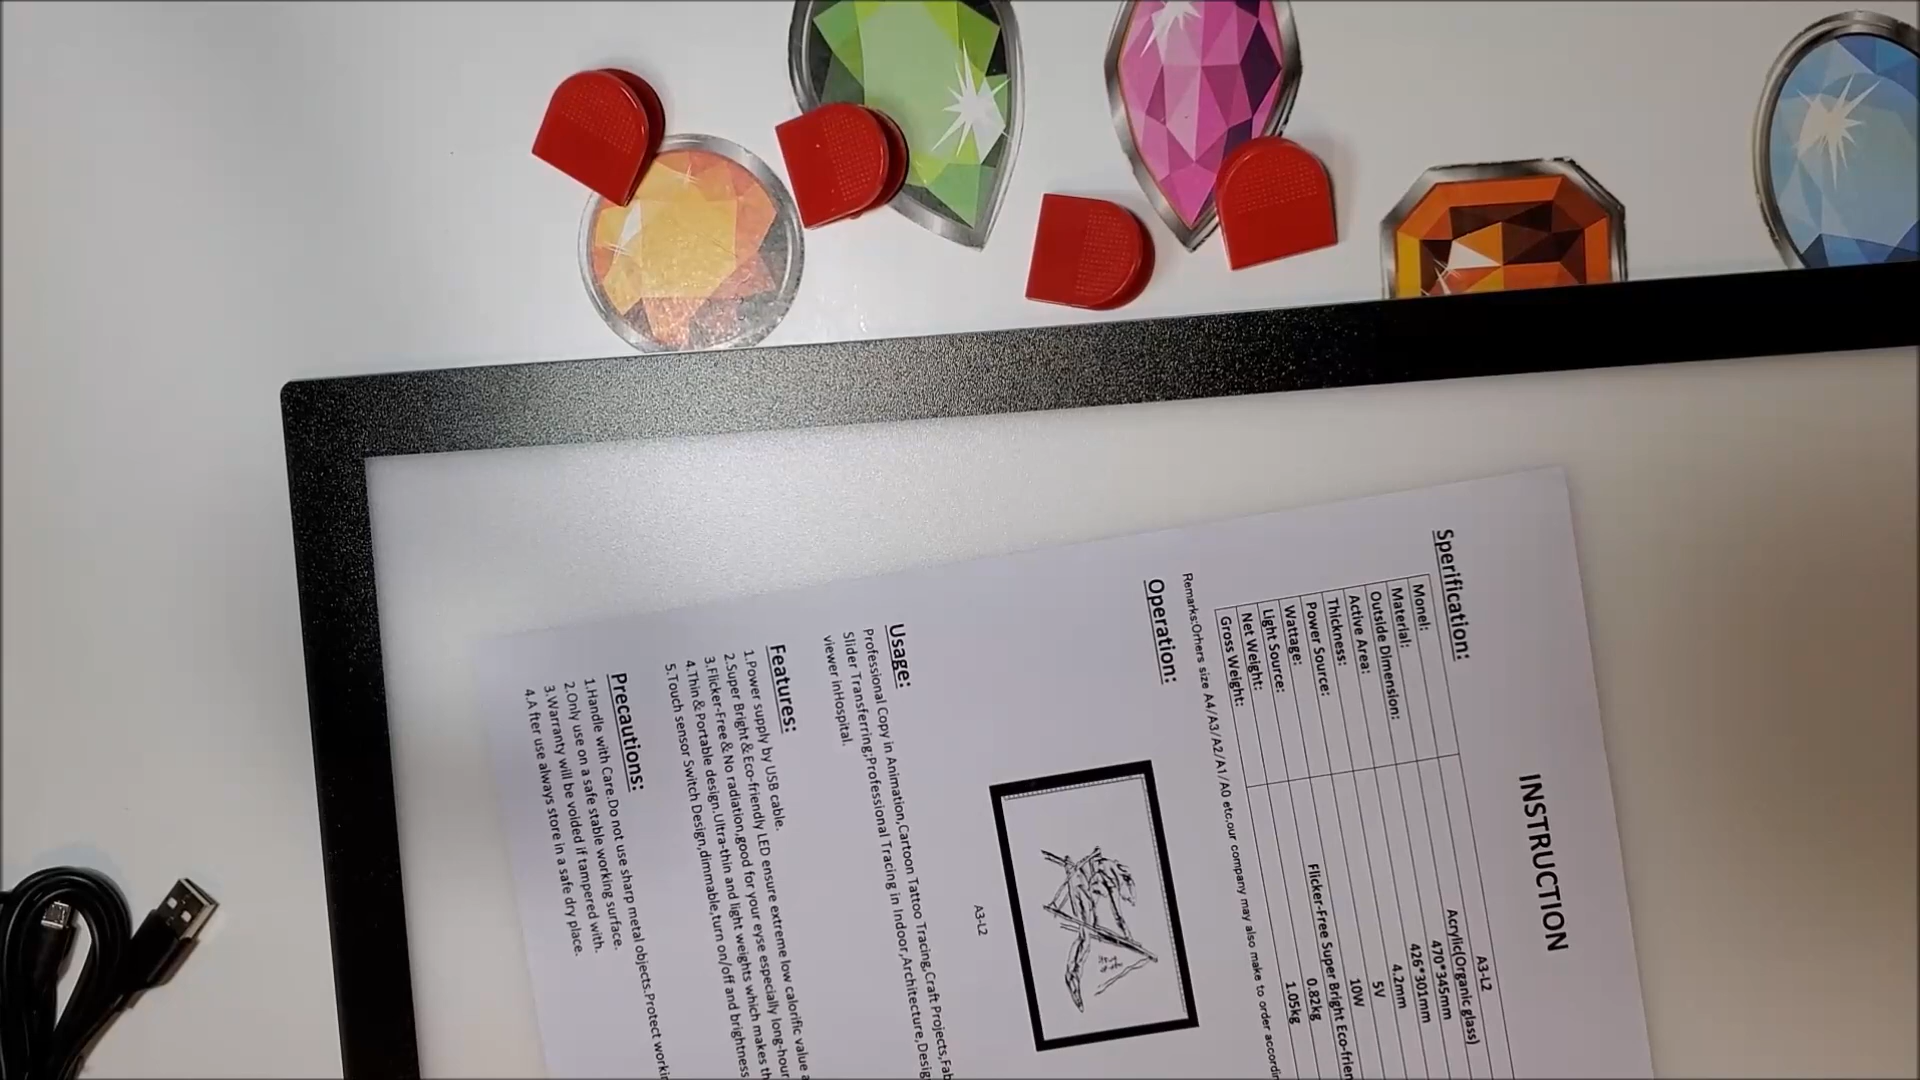 INSTRUCTION
Sperification:
Monel: A3-L2
Material: Acrylic(Organic glass)
Outside Dimension: 470*345mm
Active Area: 426*301mm
Thickness: 4.2mm
Power Source: 5V
Wattage: 10W
Light Source: Flicker-Free Super Bright Eco-frien
Net Weight: 0.82kg
Gross Weight: 1.05kg
Remarks:Orhers size A4/A3/A2/A1/A0 etc.our company may also make to order accordin
Operation:
A3-L2
Usage:
Professional Copy in Animation,Cartoon Tattoo Tracing,Craft Projects,Fab
Slider Transferring;Professional Tracing in Indoor,Architecture,Desig
viewer inHospital.
Features:
1.Power supply by USB cable.
2.Super Bright&Eco-friendly LED ensure extreme low calorific value a
3.Flicker-Free&No radiation,good for your eyse especially long-hour
4.Thin&Portable design.Ultra-thin and light weights which makes th
5.Touch sensor Switch Design,dimmable,turn on/off and brightness
Precautions:
1.Handle with Care.Do not use sharp metal objects.Protect workin
2.Only use on a safe stable working surface.
3.Warranty will be voided if tampered with.
4.A fter use always store in a safe dry place.